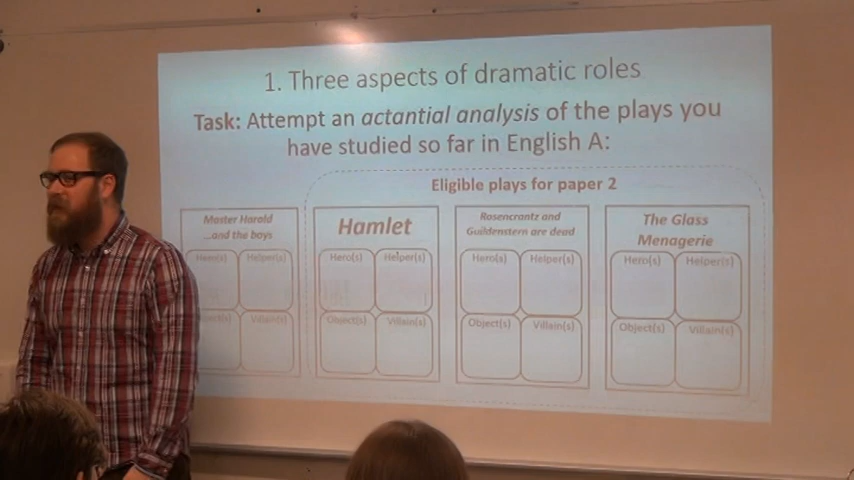 1. Three aspects of dramatic roles
Task: Attempt an actantial analysis of the plays you
have studied so far in English A:
Eligible plays for paper 2
Master Harold
...and the boys
Hero(s) Helper(s)
Villain(s)
Hamlet
Hero(s) Helper(s)
Object(s) Villain(s)
Rosencrantz and
Guildenstern are dead
Hero(s) Helper(s)
Object(s) Villain(s)
The Glass
Menagerie
Hero(s) Helper(s)
Object(s) Villain(s)